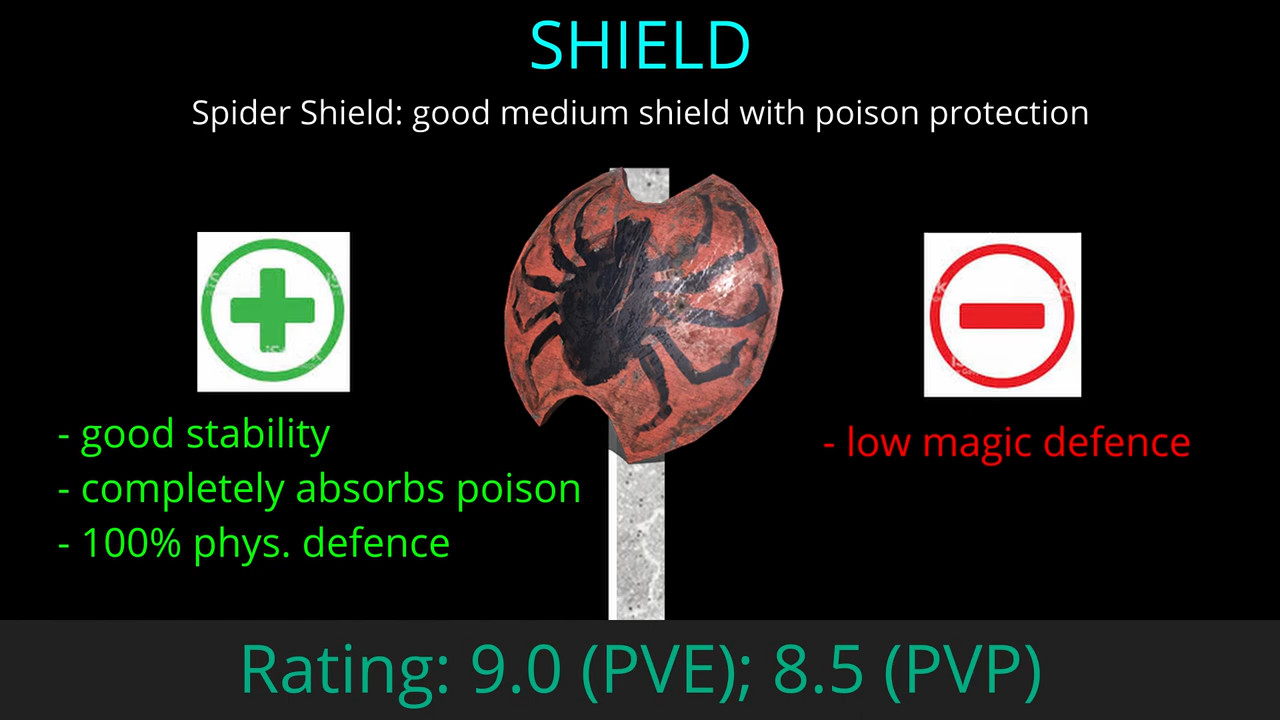 SHIELD
Spider Shield: good medium shield with poison protection
- good stability
- completely absorbs poison
- 100% phys. defence
- low magic defence
Rating: 9.0 (PVE); 8.5 (PVP)